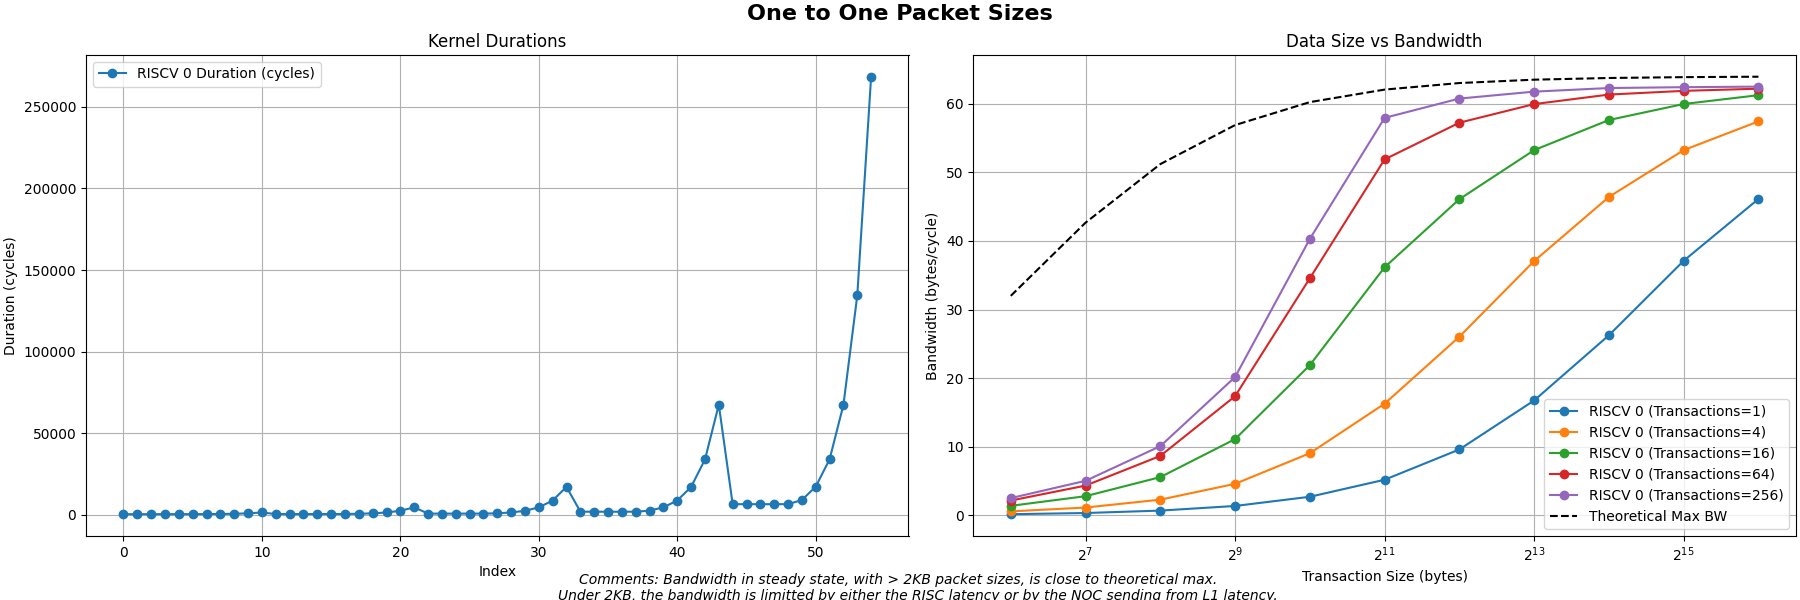 One to One Packet Sizes
Kernel Durations
RISCV 0 Duration (cycles)
Duration (cycles)
250000
200000
150000
100000
50000
0
0
10
20
30
40
50
Index
Data Size vs Bandwidth
Bandwidth (bytes/cycle)
60
50
40
30
20
10
0
2^7
2^9
2^11
2^13
2^15
Transaction Size (bytes)
RISCV 0 (Transactions=1)
RISCV 0 (Transactions=4)
RISCV 0 (Transactions=16)
RISCV 0 (Transactions=64)
RISCV 0 (Transactions=256)
Theoretical Max BW
Comments: Bandwidth in steady state, with > 2KB packet sizes, is close to theoretical max.
Under 2KB, the bandwidth is limitted by either the RISC latency or by the NOC sending from L1 latency.